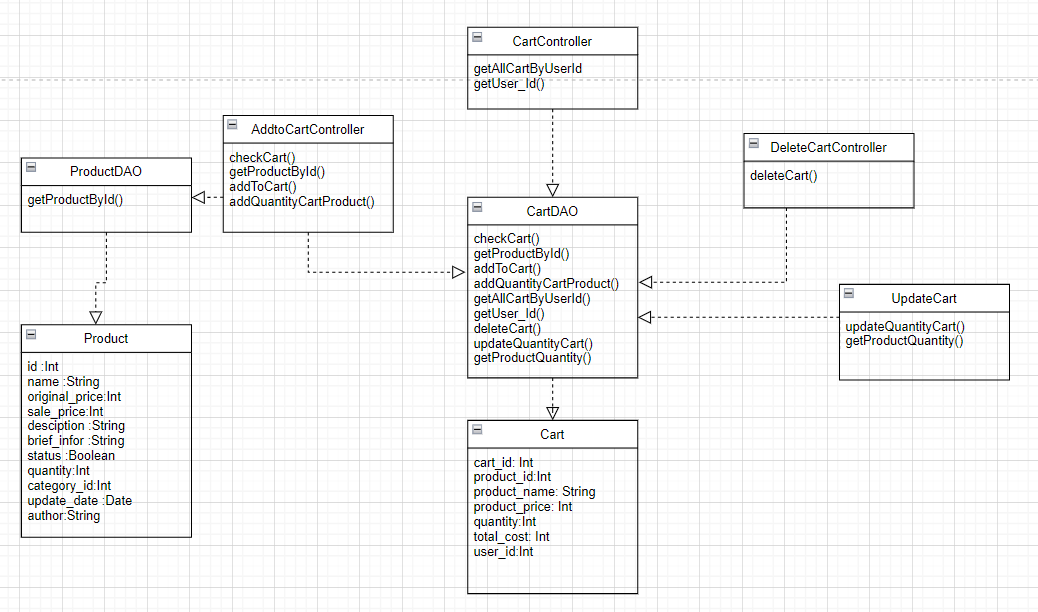 CartController
getAllCartByUserId
getUser_Id()
AddtoCartController
checkCart()
getProductById()
addToCart()
addQuantityCartProduct()
ProductDAO
getProductById()
DeleteCartController
deleteCart()
CartDAO
checkCart()
getProductById()
addToCart()
addQuantityCartProduct()
getAllCartByUserId()
getUser_Id()
deleteCart()
updateQuantityCart()
getProductQuantity()
UpdateCart
updateQuantityCart()
getProductQuantity()
Product
id :Int
name :String
original_price:Int
sale_price:Int
desciption :String
brief_infor :String
status :Boolean
quantity:Int
category_id:Int
update_date :Date
author:String
Cart
cart_id: Int
product_id:Int
product_name: String
product_price: Int
quantity:Int
total_cost: Int
user_id:Int